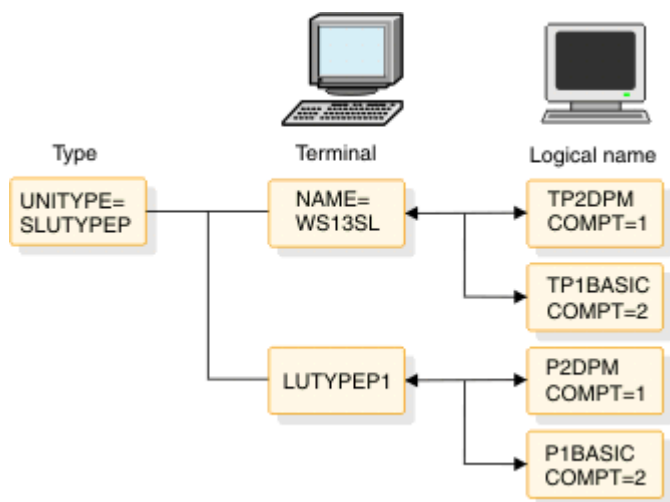 Type
Terminal
Logical name
UNITYPE=
SLUTYPEP
NAME=
WS13SL
TP2DPM
COMPT=1
TP1BASIC
COMPT=2
LUTYPEP1
P2DPM
COMPT=1
P1BASIC
COMPT=2